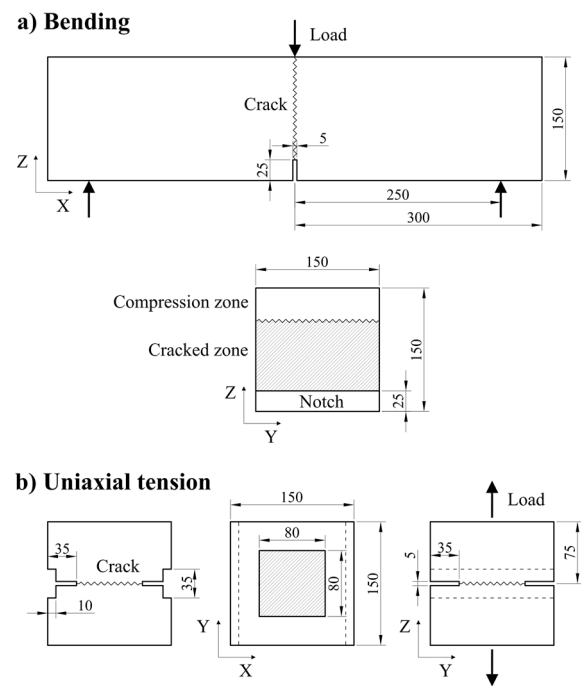 a) Bending
Load
Crack
5
25
150
Z
X
250
300
150
Compression zone
Cracked zone
150
Z
Notch
25
Y
b) Uniaxial tension
150
Load
35
Crack
80
5
35
75
35
80
150
10
Y
X
Z
Y